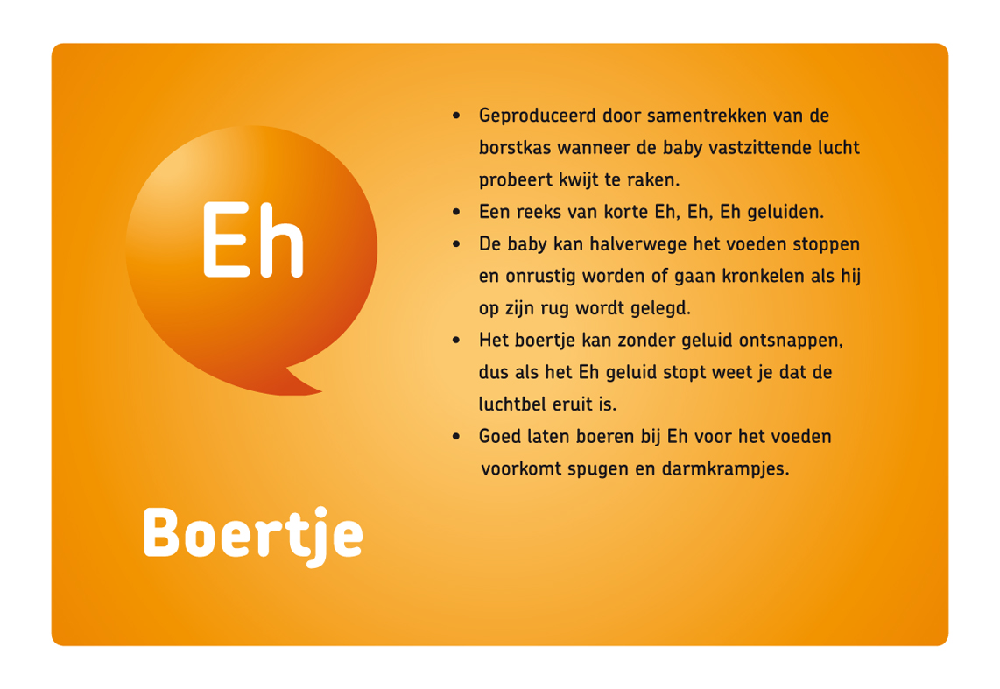 Eh
Boertje
• Geproduceerd door samentrekken van de
borstkas wanneer de baby vastzittende lucht
probeert kwijt te raken.
• Een reeks van korte Eh, Eh, Eh geluiden.
• De baby kan halverwege het voeden stoppen
en onrustig worden of gaan kronkelen als hij
op zijn rug wordt gelegd.
• Het boertje kan zonder geluid ontsnappen,
dus als het Eh geluid stopt weet je dat de
luchtbel eruit is.
• Goed laten boeren bij Eh voor het voeden
voorkomt spugen en darmkrampjes.